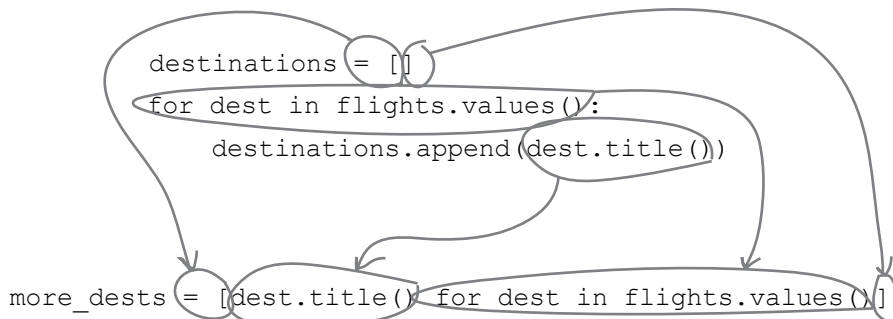 destinations = []
for dest in flights.values():
destinations.append(dest.title())
more_dests = [dest.title() for dest in flights.values()]